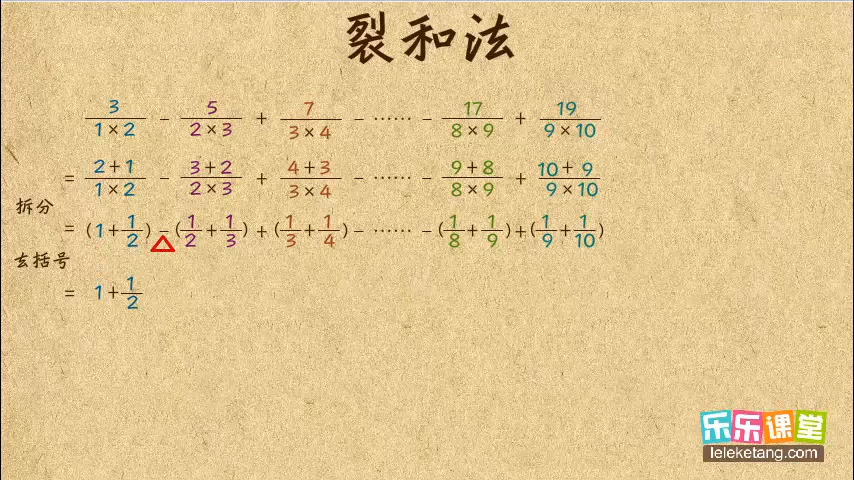 裂和法
3/(1×2) − 5/(2×3) + 7/(3×4) − …… − 17/(8×9) + 19/(9×10)
= (2+1)/(1×2) − (3+2)/(2×3) + (4+3)/(3×4) − …… − (9+8)/(8×9) + (10+9)/(9×10)
拆分
= (1+1/2) − (1/2+1/3) + (1/3+1/4) − …… − (1/8+1/9) + (1/9+1/10)
去括号
= 1+1/2
乐乐课堂
leleketang.com